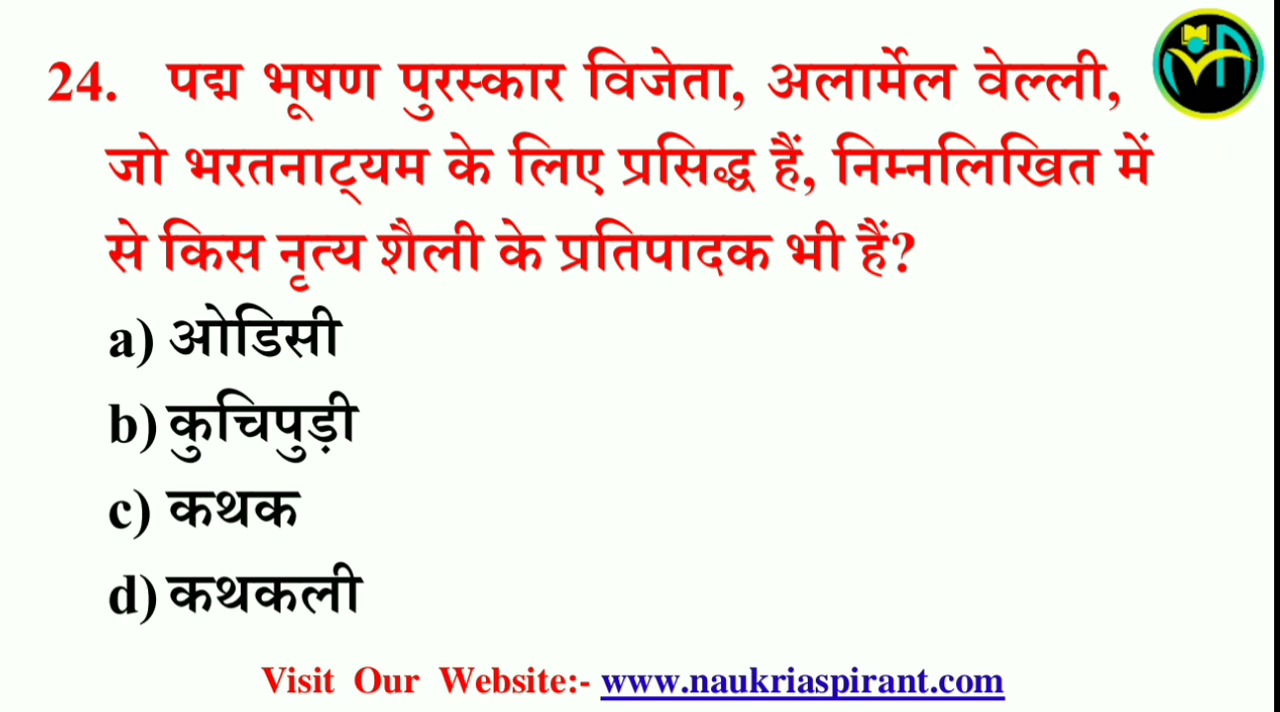 24. पद्म भूषण पुरस्कार विजेता, अलार्मेल वेल्ली,
जो भरतनाट्यम के लिए प्रसिद्ध हैं, निम्नलिखित में
से किस नृत्य शैली के प्रतिपादक भी हैं?
a) ओडिसी
b) कुचिपुड़ी
c) कथक
d) कथकली
Visit Our Website:- www.naukriaspirant.com